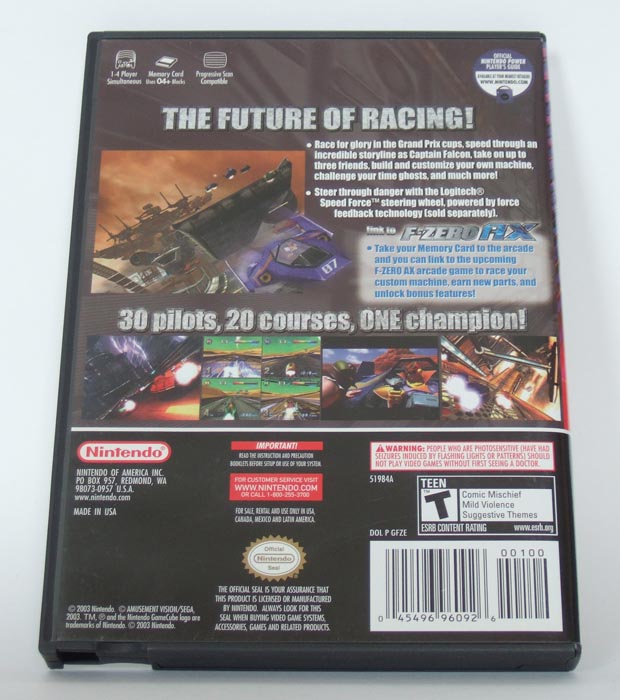 1-4 Player
Simultaneous
Memory Card
Uses 04+ Blocks
Progressive Scan
Compatible
OFFICIAL
NINTENDO POWER
PLAYER'S GUIDE
AVAILABLE AT YOUR NEAREST RETAILER!
WWW.NINTENDO.COM
THE FUTURE OF RACING!
• Race for glory in the Grand Prix cups, speed through an
incredible storyline as Captain Falcon, take on up to
three friends, build and customize your own machine,
challenge your time ghosts, and much more!
• Steer through danger with the Logitech®
Speed Force™ steering wheel, powered by force
feedback technology (sold separately).
link to F-ZERO AX
• Take your Memory Card to the arcade
and you can link to the upcoming
F-ZERO AX arcade game to race your
custom machine, earn new parts, and
unlock bonus features!
07
30 pilots, 20 courses, ONE champion!
Nintendo®
NINTENDO OF AMERICA INC.
PO BOX 957, REDMOND, WA
98073-0957 U.S.A.
www.nintendo.com
MADE IN USA
IMPORTANT!
READ THE INSTRUCTION AND PRECAUTION
BOOKLETS BEFORE SETUP OR USE OF YOUR SYSTEM.
FOR CUSTOMER SERVICE VISIT
WWW.NINTENDO.COM
OR CALL 1-800-255-3700
FOR SALE, RENTAL AND USE ONLY IN USA,
CANADA, MEXICO AND LATIN AMERICA.
Official
Nintendo
Seal
THE OFFICIAL SEAL IS YOUR ASSURANCE THAT
THIS PRODUCT IS LICENSED OR MANUFACTURED
BY NINTENDO. ALWAYS LOOK FOR THIS
SEAL WHEN BUYING VIDEO GAME SYSTEMS,
ACCESSORIES, GAMES AND RELATED PRODUCTS.
© 2003 Nintendo. © AMUSEMENT VISION/SEGA,
2003. TM, ® and the Nintendo GameCube logo are
trademarks of Nintendo. © 2003 Nintendo.
WARNING: PEOPLE WHO ARE PHOTOSENSITIVE (HAVE HAD
SEIZURES INDUCED BY FLASHING LIGHTS OR PATTERNS) SHOULD
NOT PLAY VIDEO GAMES WITHOUT FIRST SEEING A DOCTOR.
51984A
TEEN
T
Comic Mischief
Mild Violence
Suggestive Themes
ESRB CONTENT RATING www.esrb.org
DOL P GFZE
00100
0 45496 96092 6